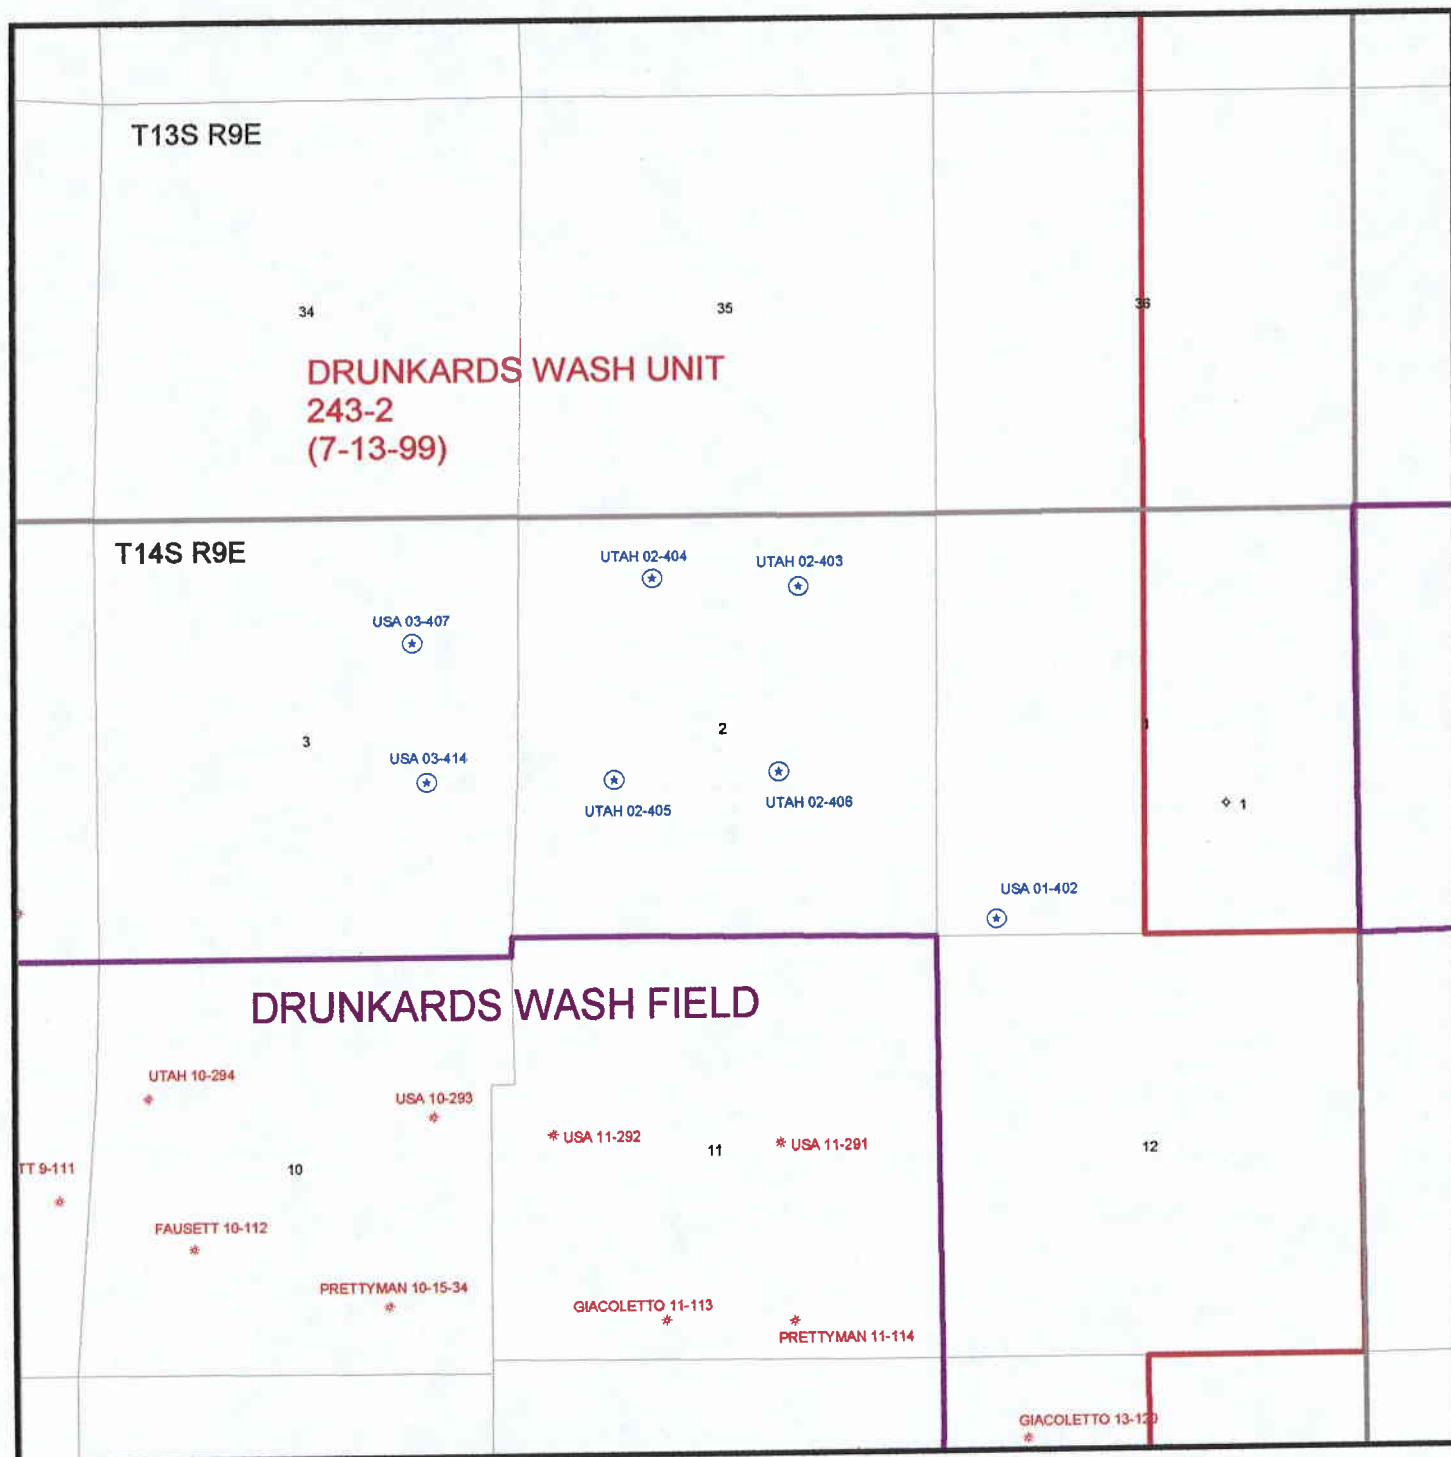 T13S R9E
34
35
36
DRUNKARDS WASH UNIT
243-2
(7-13-99)
T14S R9E
UTAH 02-404
UTAH 02-403
USA 03-407
3
2
1
USA 03-414
UTAH 02-405
UTAH 02-406
1
USA 01-402
DRUNKARDS WASH FIELD
UTAH 10-294
USA 10-293
USA 11-292
11
USA 11-291
12
TT 9-111
10
FAUSETT 10-112
PRETTYMAN 10-15-34
GIACOLETTO 11-113
PRETTYMAN 11-114
GIACOLETTO 13-120